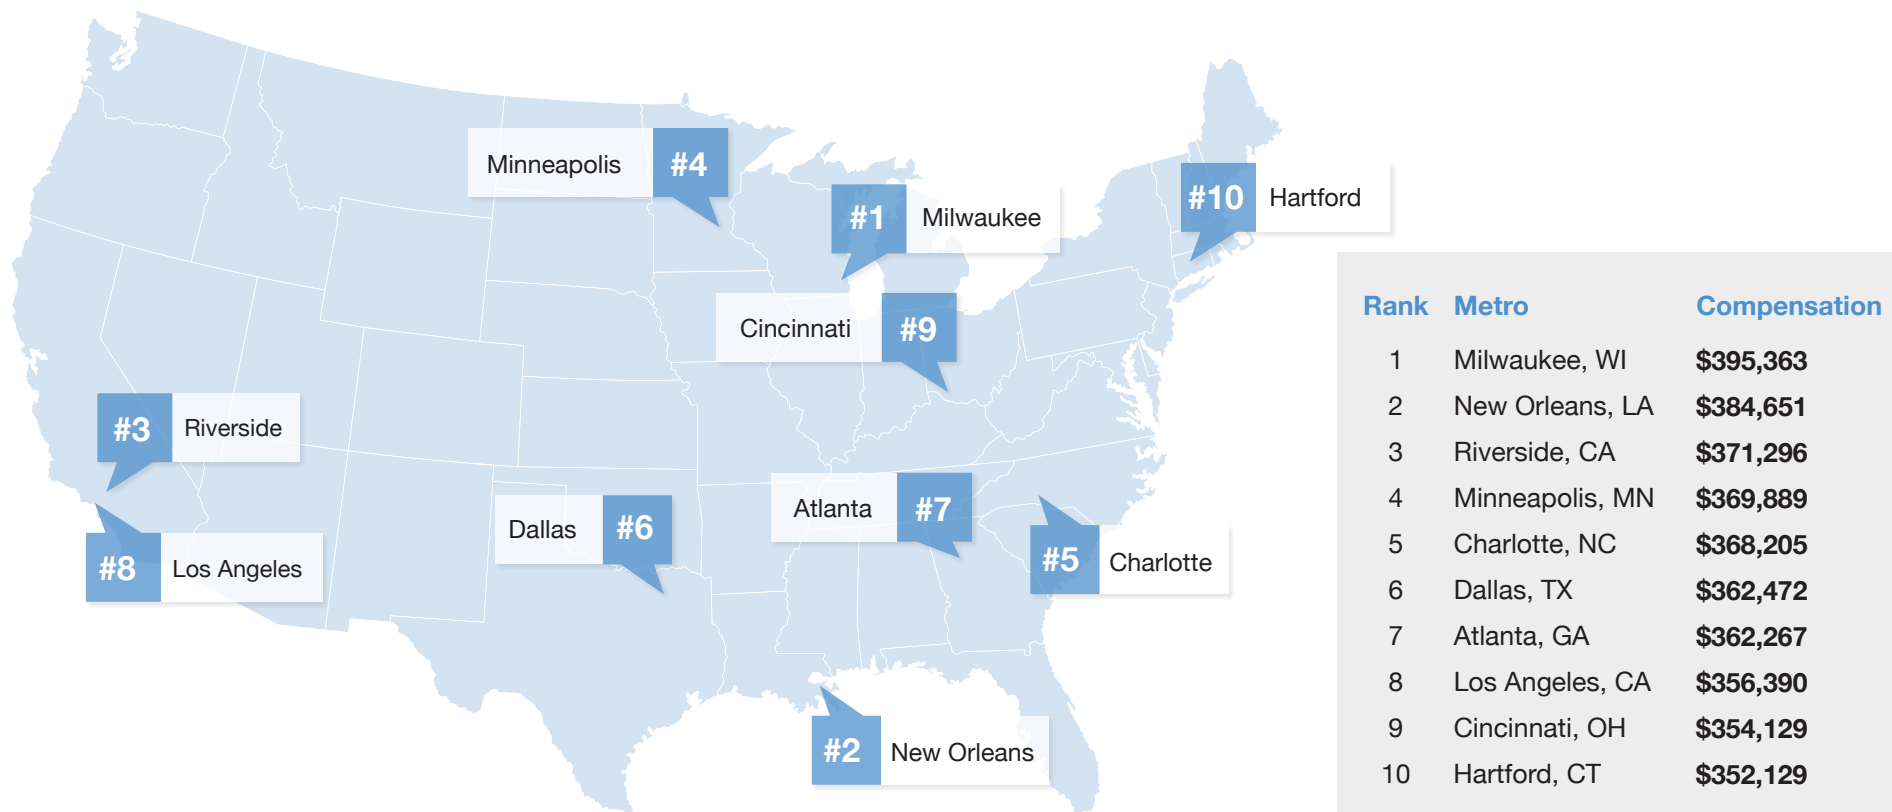 Minneapolis #4
#1 Milwaukee
#10 Hartford
Cincinnati #9
#3 Riverside
Atlanta #7
Dallas #6
#5 Charlotte
#8 Los Angeles
#2 New Orleans
Rank Metro Compensation
1 Milwaukee, WI $395,363
2 New Orleans, LA $384,651
3 Riverside, CA $371,296
4 Minneapolis, MN $369,889
5 Charlotte, NC $368,205
6 Dallas, TX $362,472
7 Atlanta, GA $362,267
8 Los Angeles, CA $356,390
9 Cincinnati, OH $354,129
10 Hartford, CT $352,129